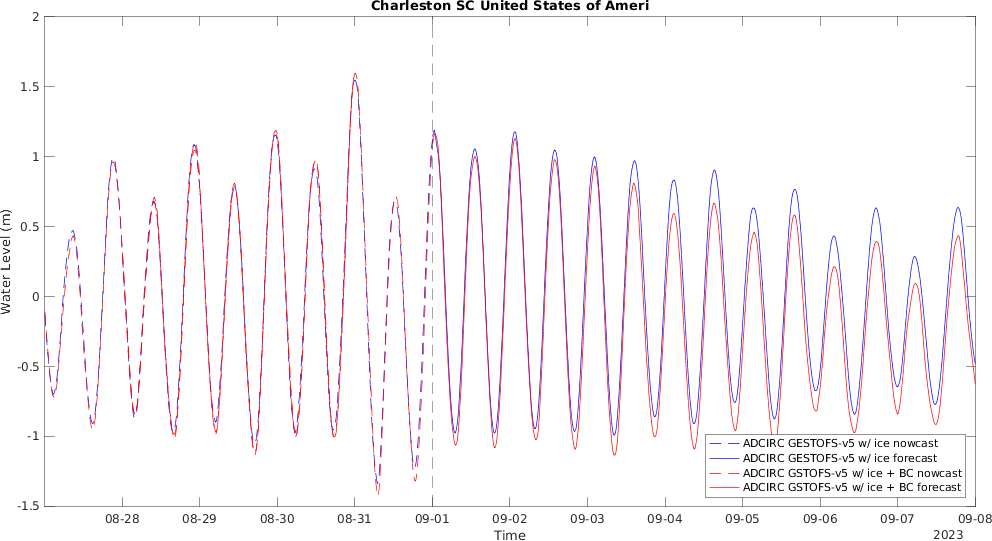 Charleston SC United States of Ameri
2
1.5
1
0.5
0
-0.5
-1
-1.5
Water Level (m)
ADCIRC GESTOFS-v5 w/ ice nowcast
ADCIRC GESTOFS-v5 w/ ice forecast
ADCIRC GSTOFS-v5 w/ ice + BC nowcast
ADCIRC GSTOFS-v5 w/ ice + BC forecast
08-28 08-29 08-30 08-31 09-01 09-02 09-03 09-04 09-05 09-06 09-07 09-08
Time
2023